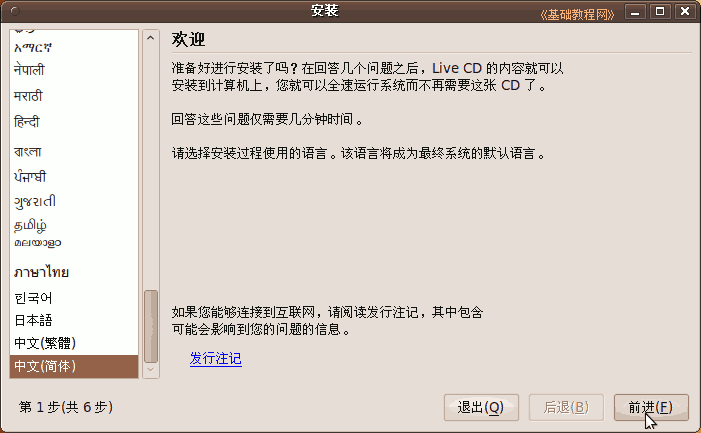 安装
《基础教程网》
አማርኛ
नेपाली
मराठी
हिन्दी
বাংলা
ਪੰਜਾਬੀ
ગુજરાતી
தமிழ்
മലയാളം
ภาษาไทย
한국어
日本語
中文(繁體)
中文(简体)
欢迎
准备好进行安装了吗？在回答几个问题之后，Live CD 的内容就可以
安装到计算机上，您就可以全速运行系统而不再需要这张 CD 了。
回答这些问题仅需要几分钟时间。
请选择安装过程使用的语言。该语言将成为最终系统的默认语言。
如果您能够连接到互联网，请阅读发行注记，其中包含
可能会影响到您的问题的信息。
发行注记
第 1 步(共 6 步)
退出(Q)
后退(B)
前进(F)